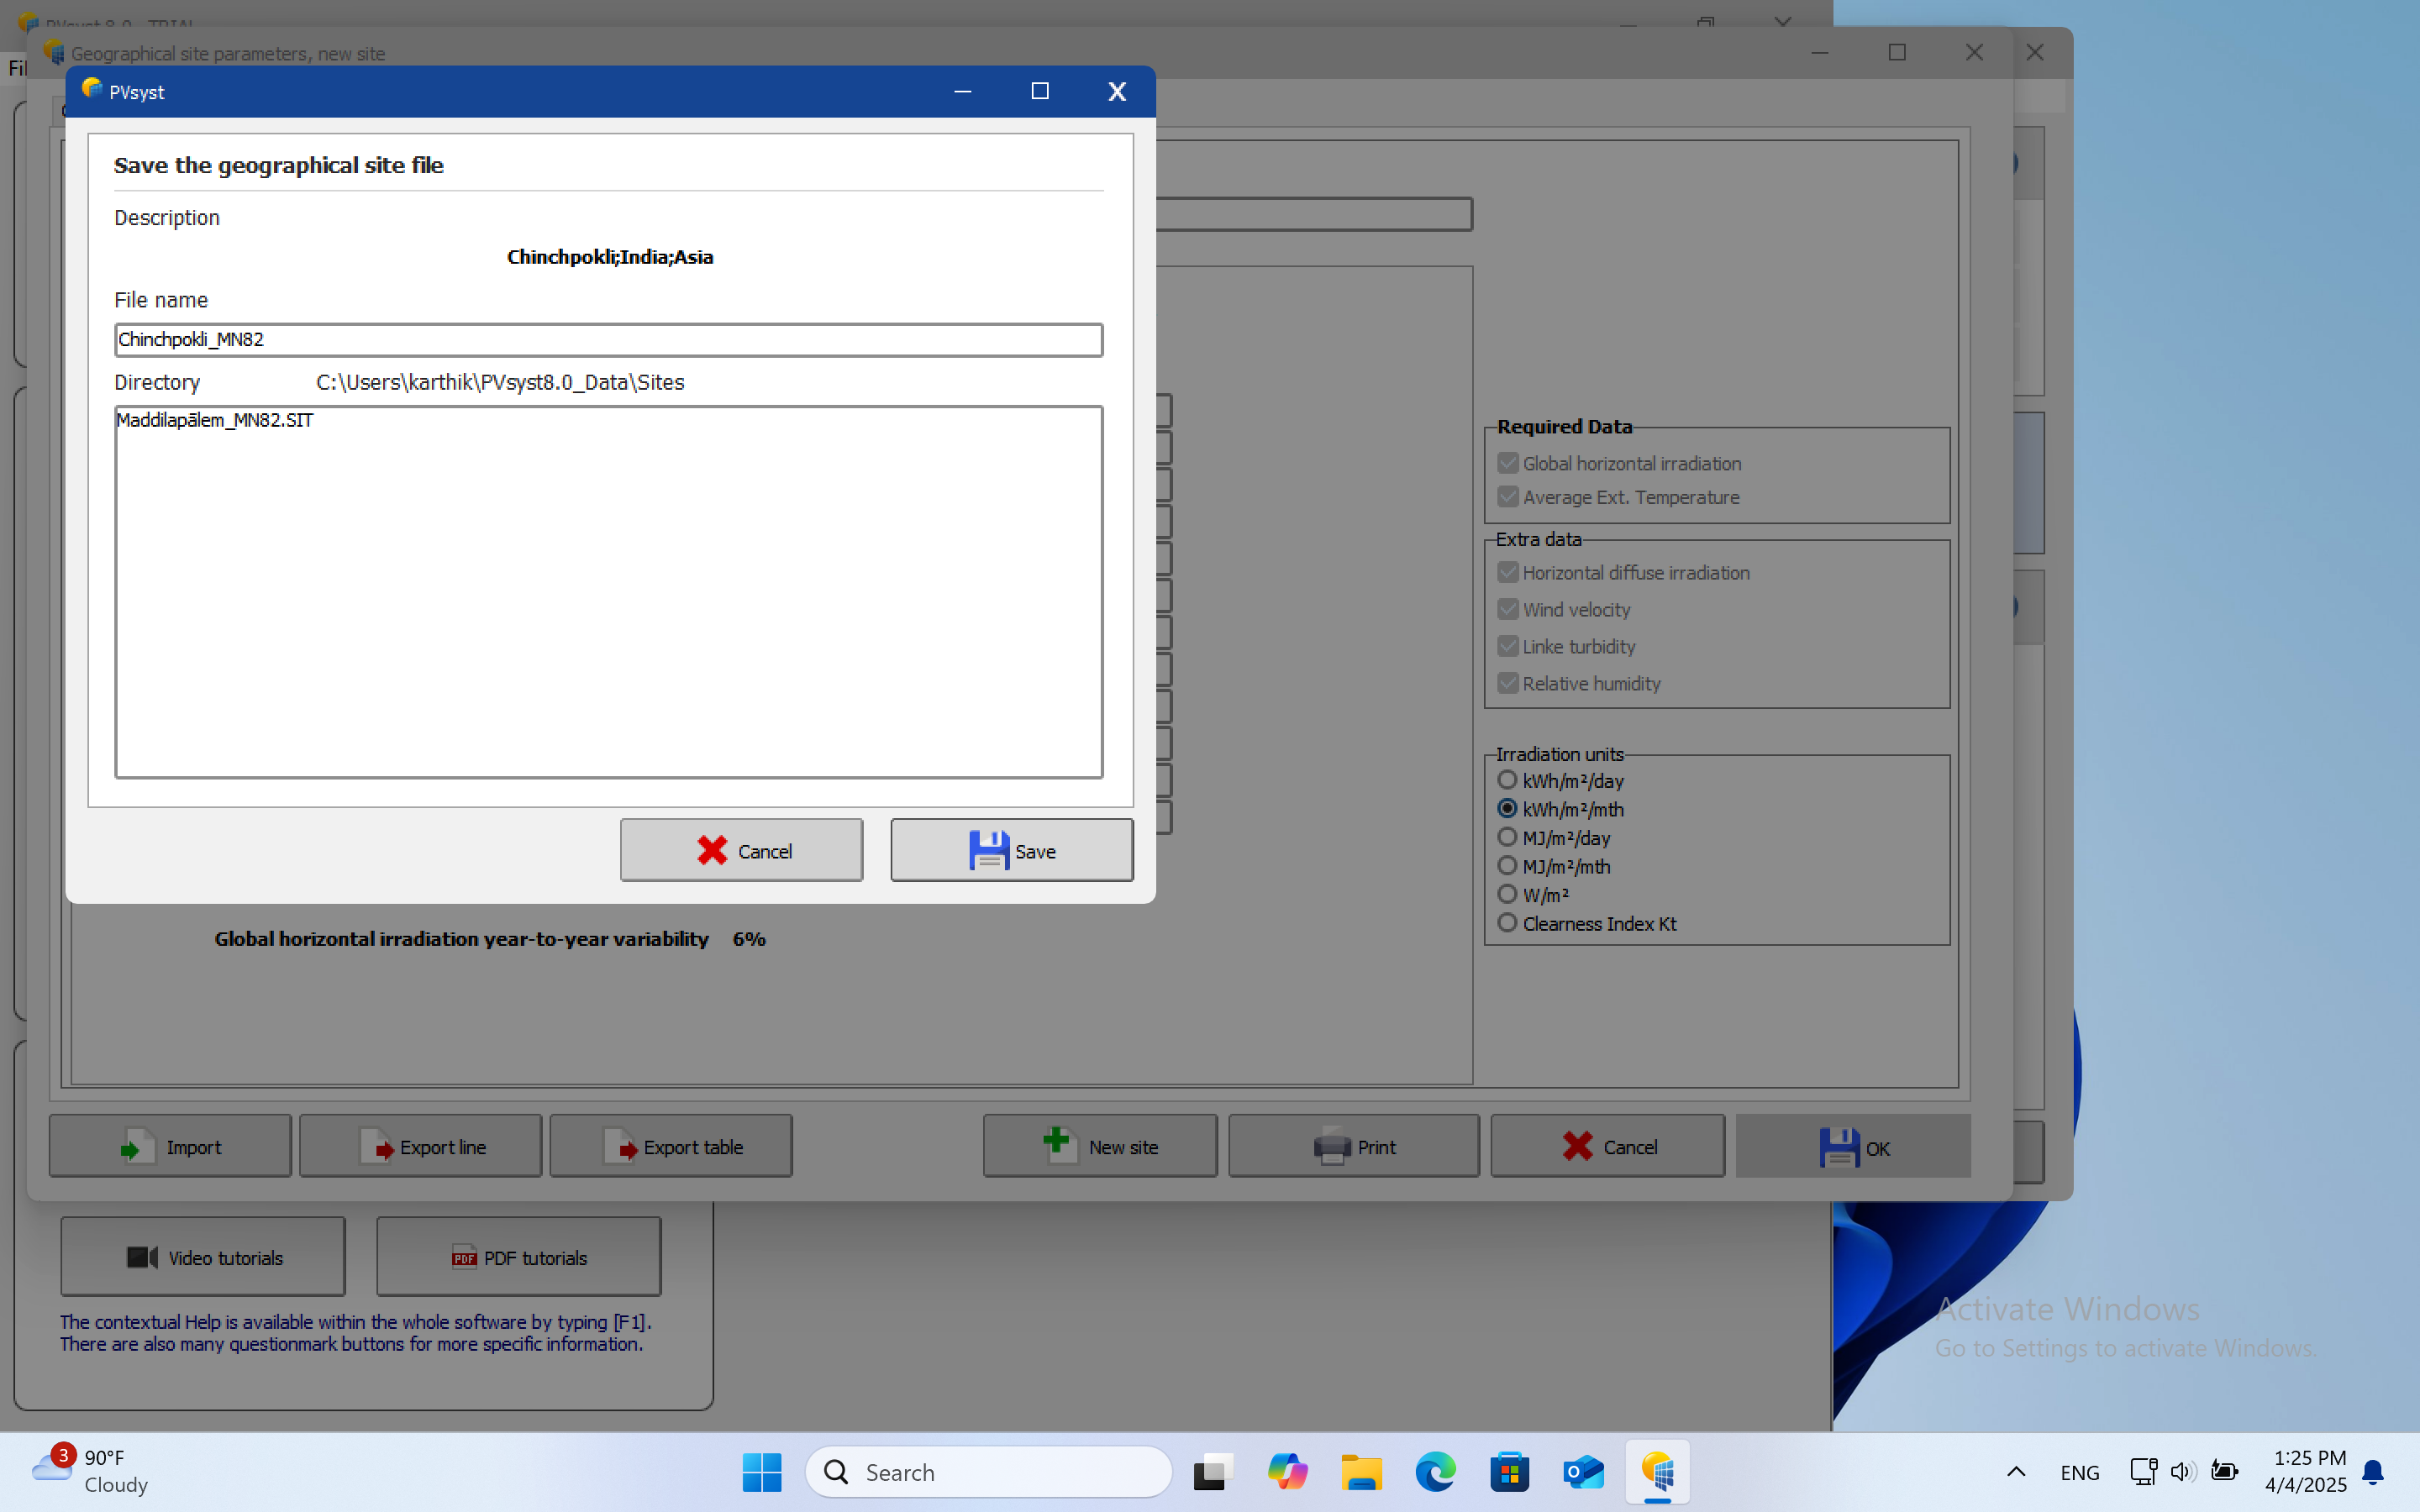 PVsyst 8.0 - TRIAL
Geographical site parameters, new site
Fil
PVsyst
Save the geographical site file
Description
Chinchpokli;India;Asia
File name
Chinchpokli_MN82
Directory C:\Users\karthik\PVsyst8.0_Data\Sites
Maddilapālem_MN82.SIT
Cancel
Save
Required Data
Global horizontal irradiation
Average Ext. Temperature
Extra data
Horizontal diffuse irradiation
Wind velocity
Linke turbidity
Relative humidity
Irradiation units
kWh/m²/day
kWh/m²/mth
MJ/m²/day
MJ/m²/mth
W/m²
Clearness Index Kt
Global horizontal irradiation year-to-year variability 6%
Import
Export line
Export table
New site
Print
Cancel
OK
Video tutorials
PDF PDF tutorials
The contextual Help is available within the whole software by typing [F1].
There are also many questionmark buttons for more specific information.
Activate Windows
Go to Settings to activate Windows.
3
90°F
Cloudy
Search
ENG
1:25 PM
4/4/2025